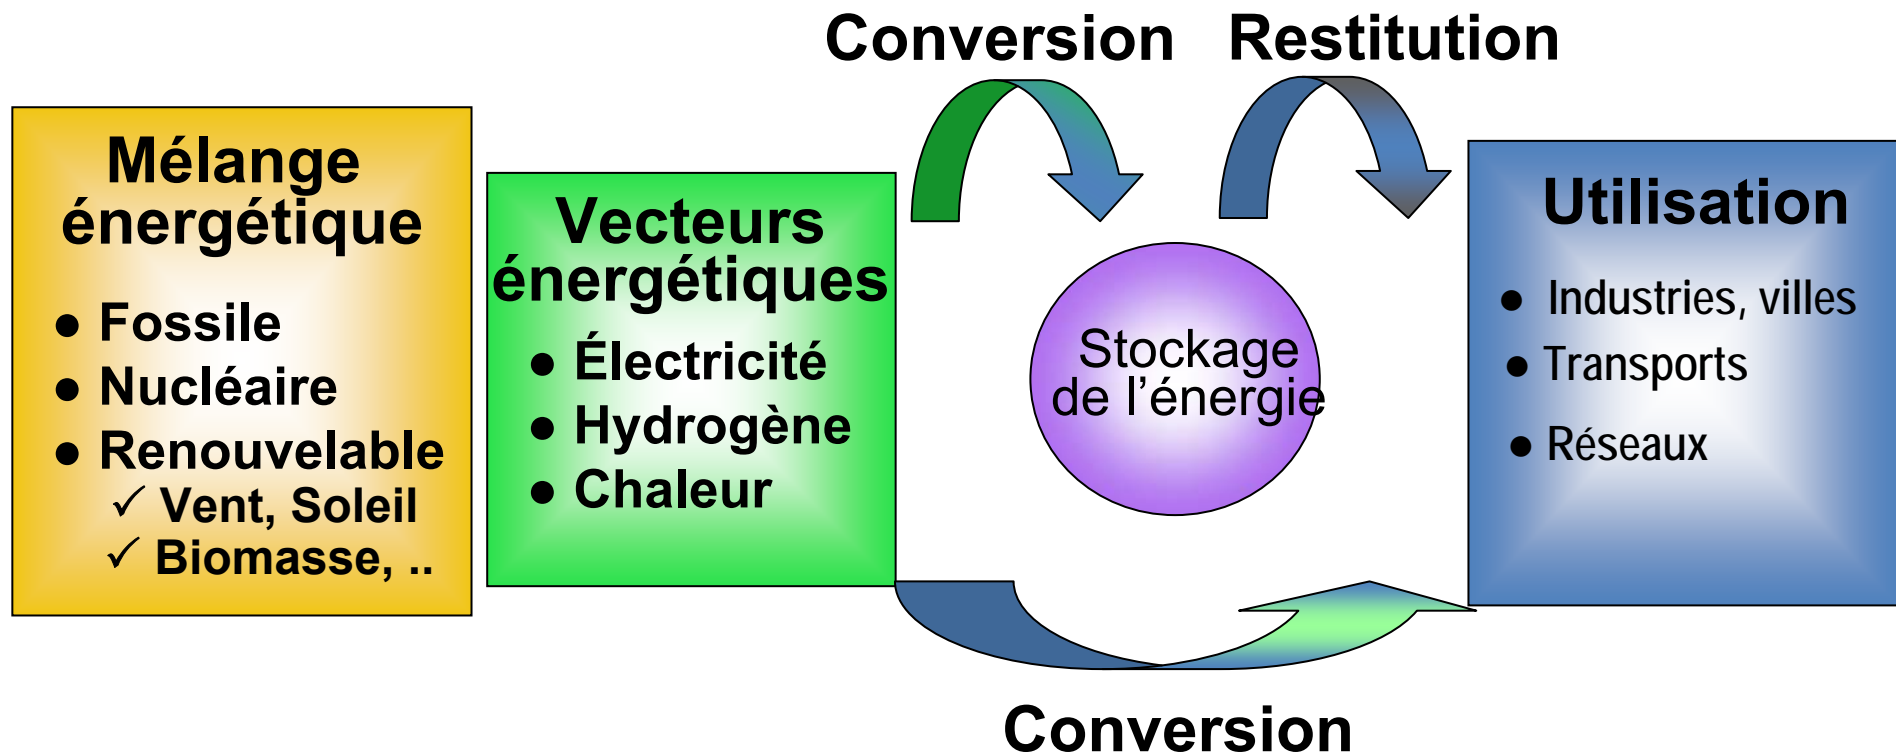 Conversion
Restitution
Mélange
énergétique
● Fossile
● Nucléaire
● Renouvelable
✓ Vent, Soleil
✓ Biomasse, ..
Vecteurs
énergétiques
● Électricité
● Hydrogène
● Chaleur
Stockage
de l'énergie
Utilisation
● Industries, villes
● Transports
● Réseaux
Conversion